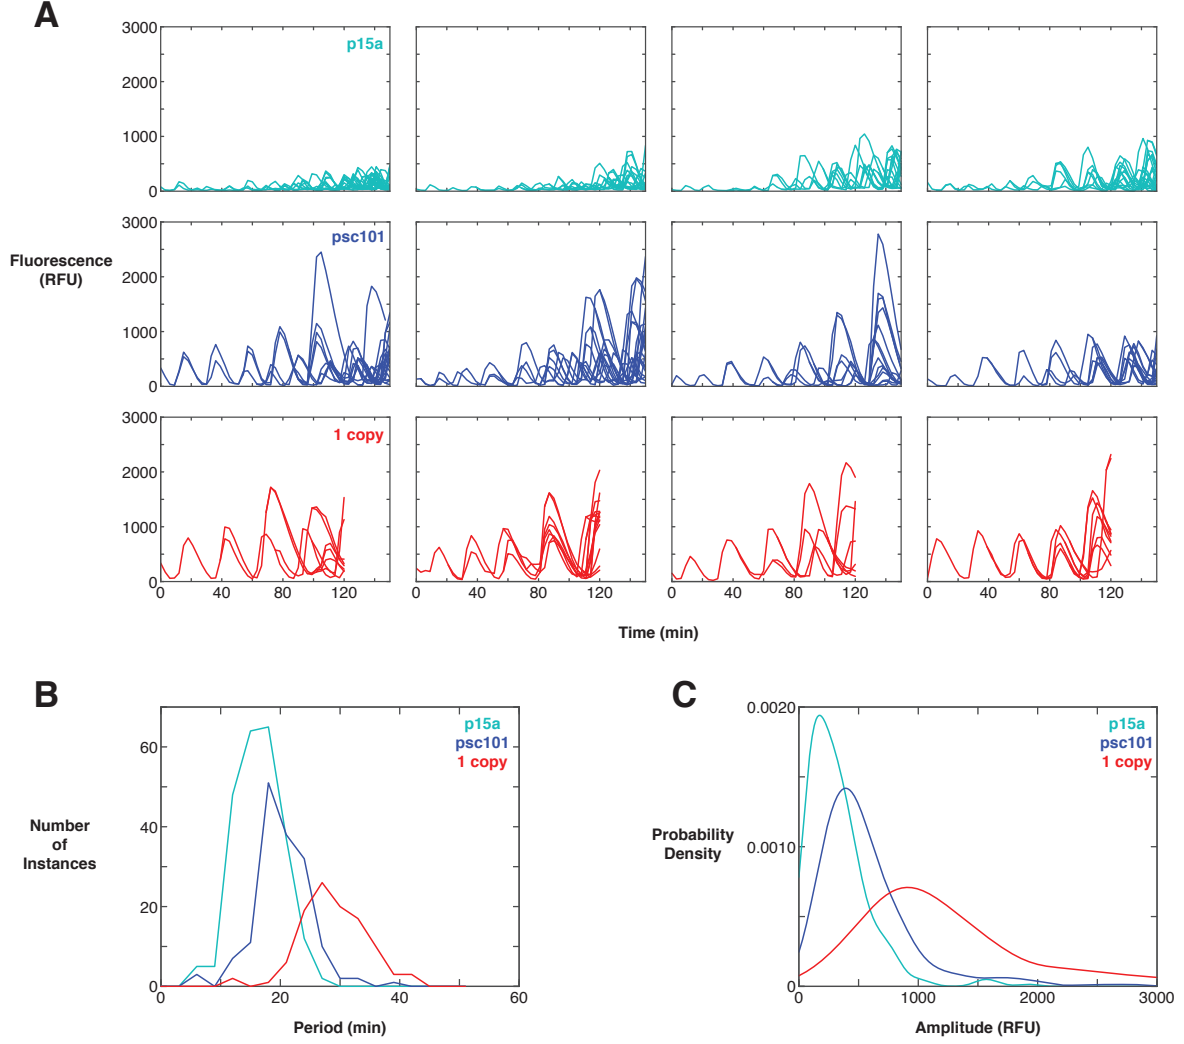 A
3000
2000
1000
0
p15a
3000
2000
1000
0
psc101
Fluorescence
(RFU)
3000
2000
1000
0
1 copy
0 40 80 120
0 40 80 120
0 40 80 120
0 40 80 120
Time (min)
B
60
40
20
0
p15a
psc101
1 copy
Number
of
Instances
0 20 40 60
Period (min)
C
0.0020
0.0010
0
p15a
psc101
1 copy
Probability
Density
0 1000 2000 3000
Amplitude (RFU)